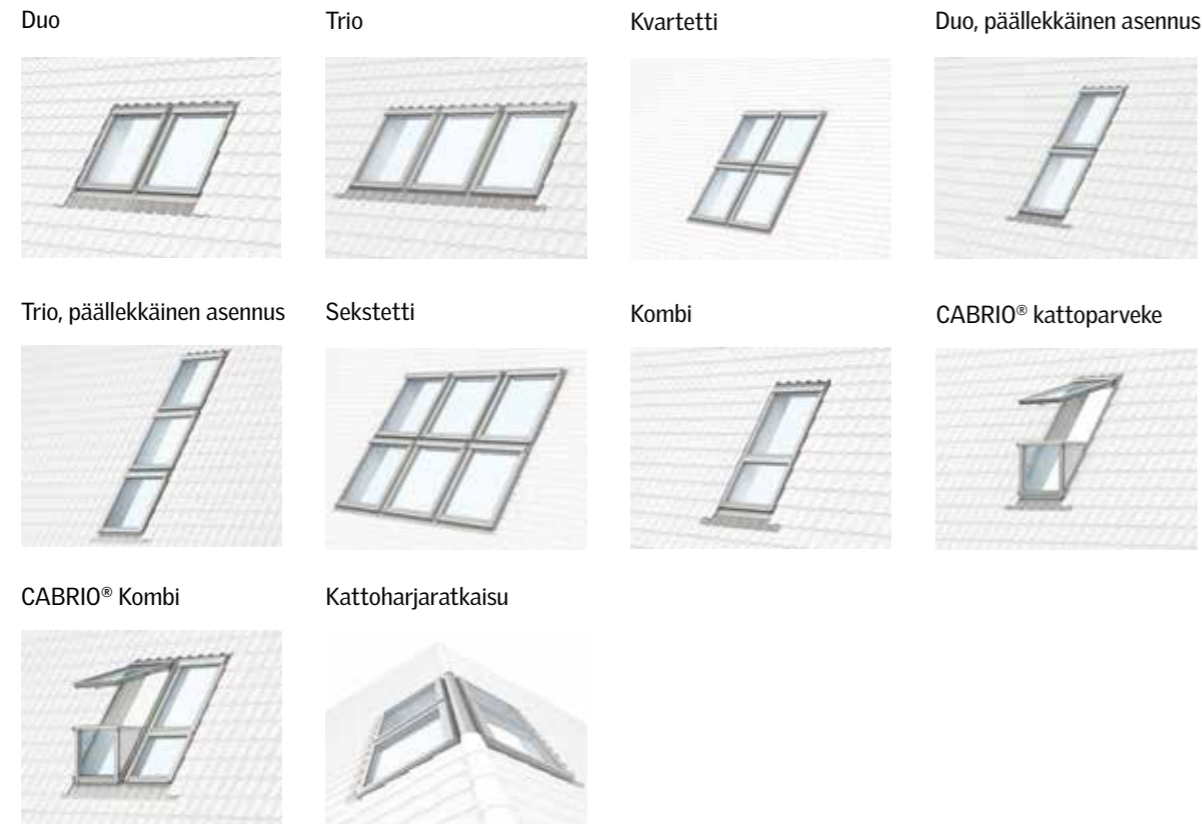 Duo
Trio
Kvartetti
Duo, päällekkäinen asennus
Trio, päällekkäinen asennus
Sekstetti
Kombi
CABRIO® kattoparveke
CABRIO® Kombi
Kattoharjaratkaisu